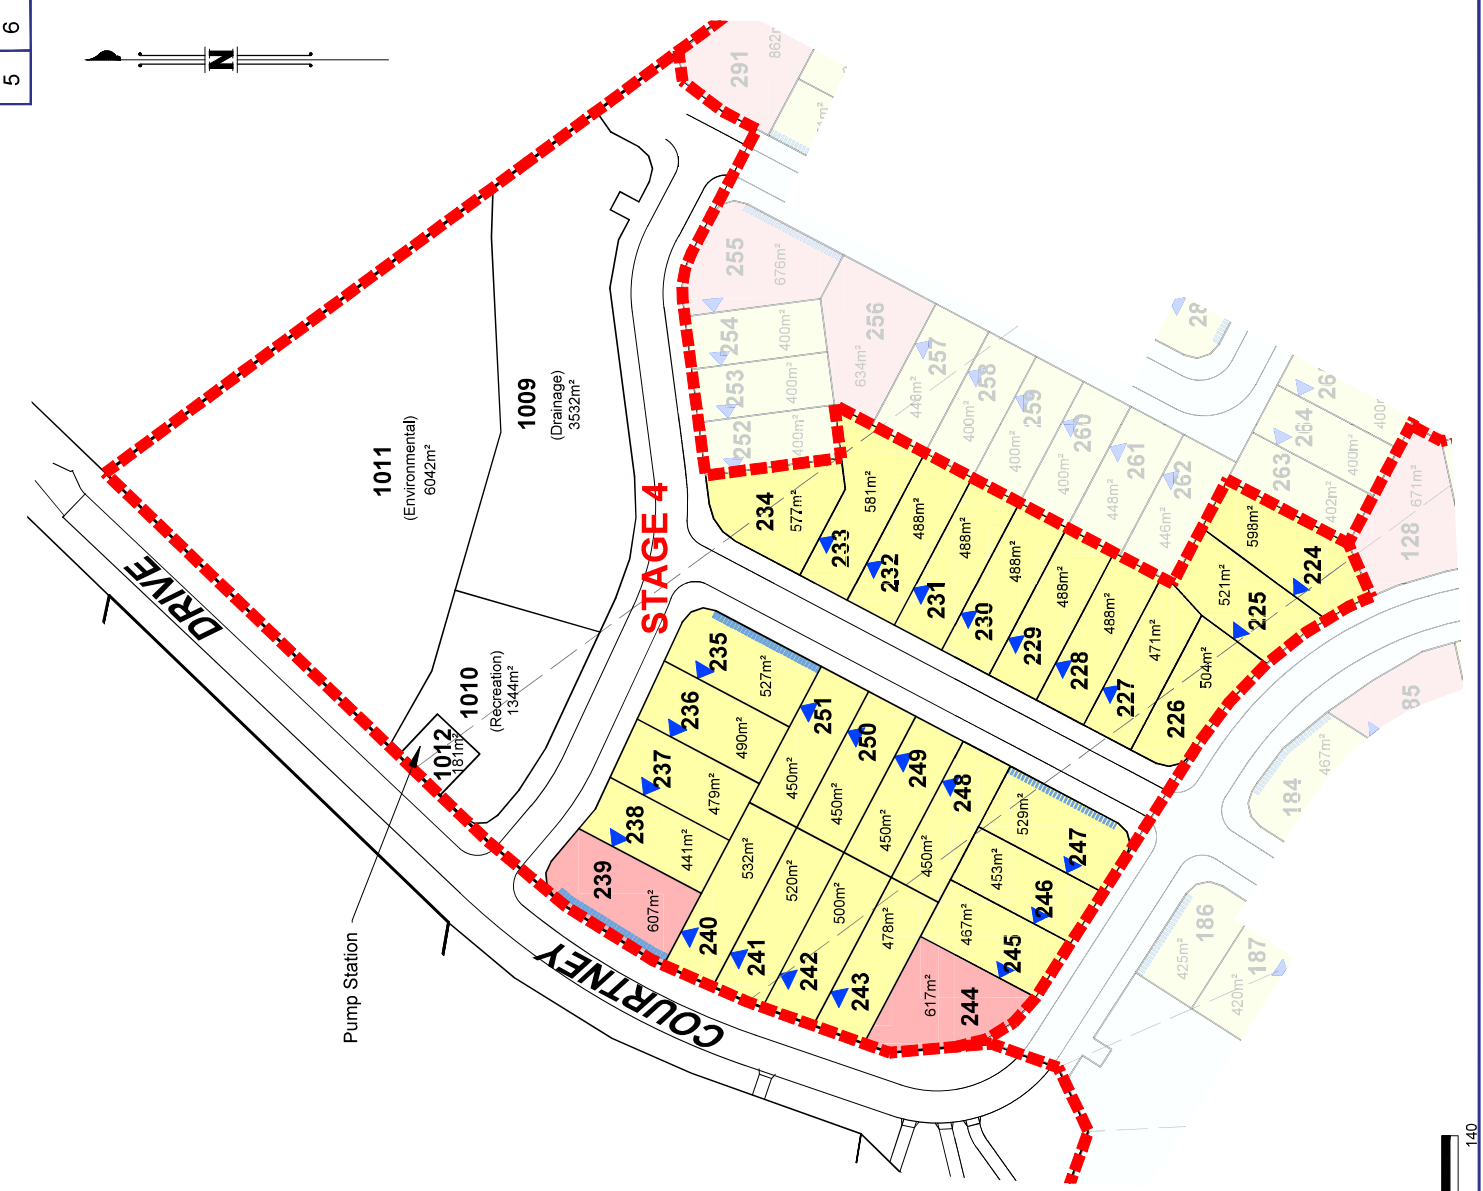 6
5
N
291
255
676m²
254
400m²
253
400m²
252
400m²
256
634m²
257
446m²
258
400m²
259
400m²
260
400m²
261
448m²
262
446m²
263
402m²
264
400m²
128
671m²
1011
(Environmental)
6042m²
1009
(Drainage)
3532m²
1010
(Recreation)
1344m²
1012
181m²
Pump Station
STAGE 4
COURTNEY
DRIVE
234
577m²
233
581m²
232
488m²
231
488m²
230
488m²
229
488m²
228
488m²
227
471m²
226
504m²
225
521m²
224
598m²
235
527m²
236
490m²
237
479m²
238
441m²
239
607m²
240
532m²
241
520m²
242
500m²
243
478m²
244
617m²
245
467m²
246
453m²
247
529m²
248
450m²
249
450m²
250
450m²
251
450m²
184
467m²
85
186
425m²
187
420m²
140